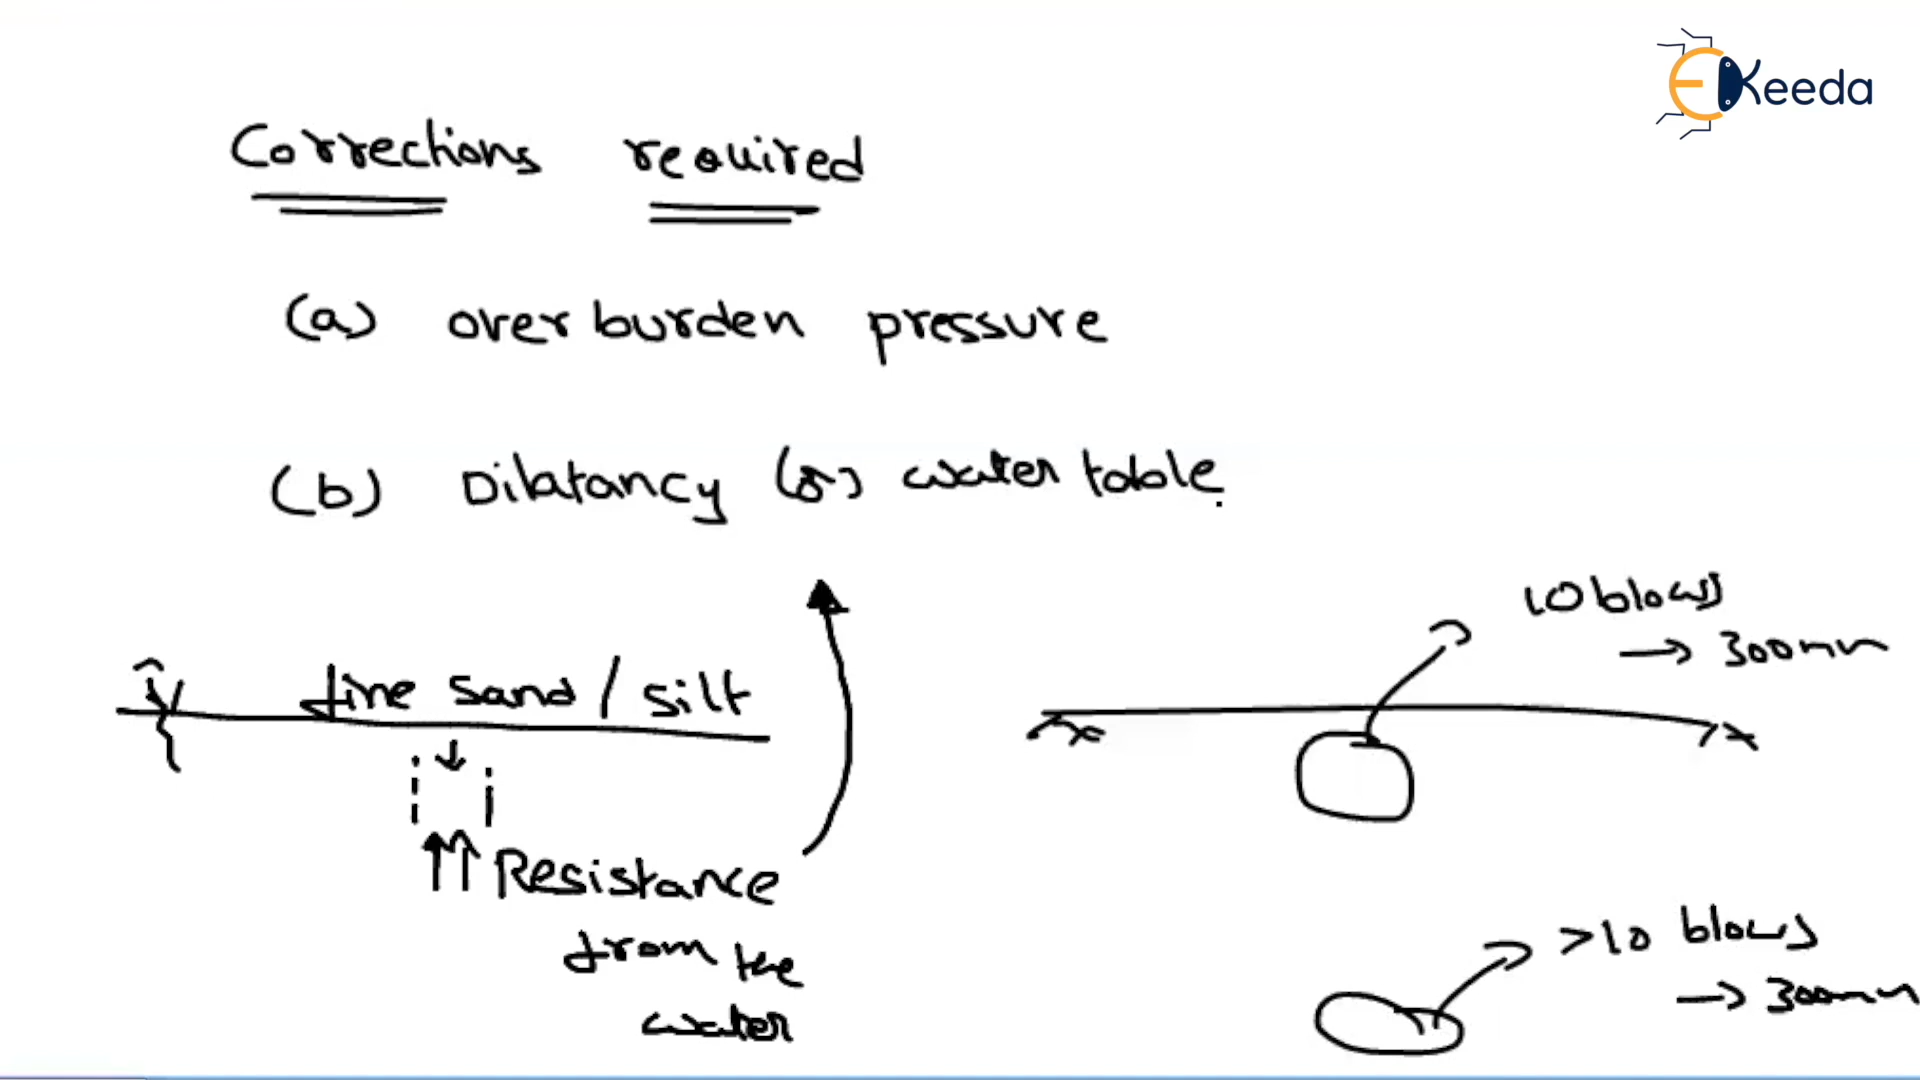 EKeeda
Corrections required
(a) over burden pressure
(b) Dilatancy (or) water table
10 blows
→ 300mm
fine sand / silt
Resistance
from the
water
>10 blows
→ 300mm